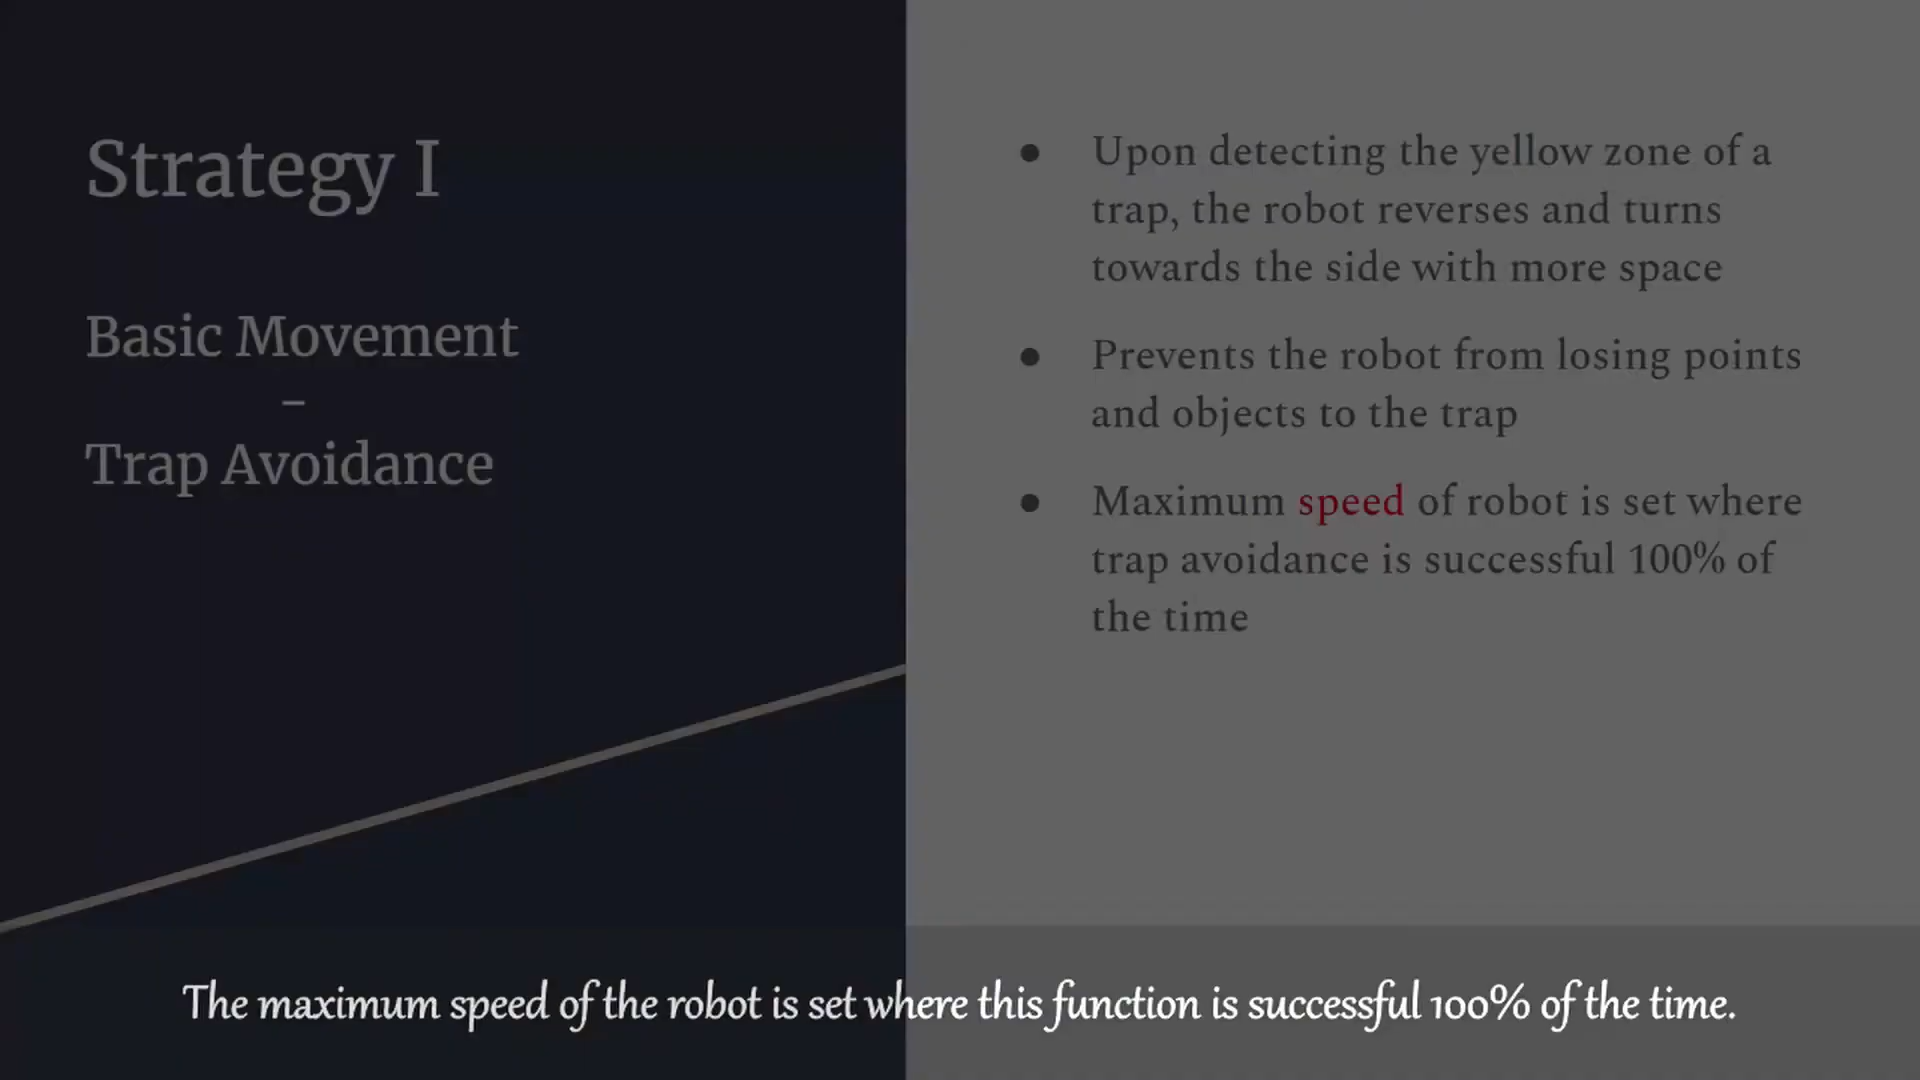 Strategy I
Basic Movement
–
Trap Avoidance
● Upon detecting the yellow zone of a
trap, the robot reverses and turns
towards the side with more space
● Prevents the robot from losing points
and objects to the trap
● Maximum speed of robot is set where
trap avoidance is successful 100% of
the time
The maximum speed of the robot is set where this function is successful 100% of the time.